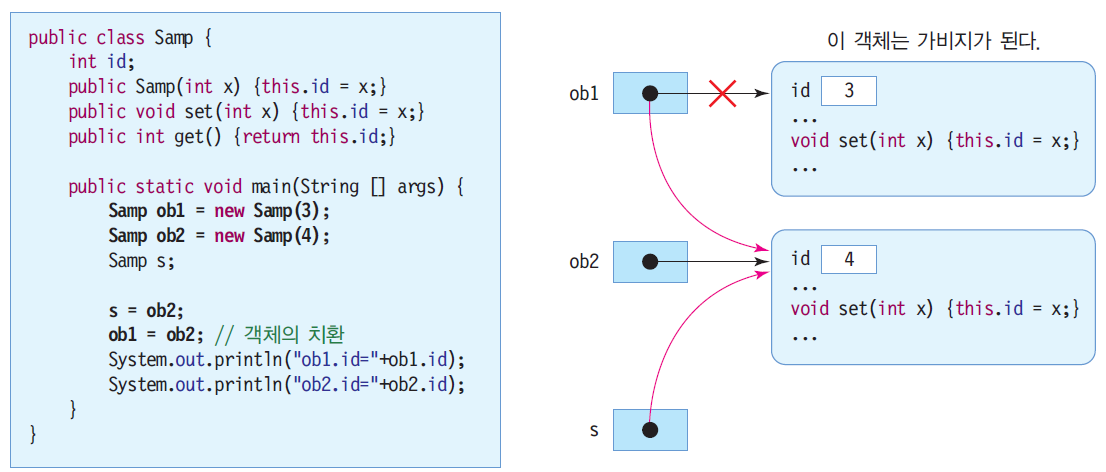 public class Samp {
int id;
public Samp(int x) {this.id = x;}
public void set(int x) {this.id = x;}
public int get() {return this.id;}
public static void main(String [] args) {
Samp ob1 = new Samp(3);
Samp ob2 = new Samp(4);
Samp s;
s = ob2;
ob1 = ob2; // 객체의 치환
System.out.println("ob1.id="+ob1.id);
System.out.println("ob2.id="+ob2.id);
}
}
이 객체는 가비지가 된다.
ob1
id 3
...
void set(int x) {this.id = x;}
...
ob2
id 4
...
void set(int x) {this.id = x;}
...
s